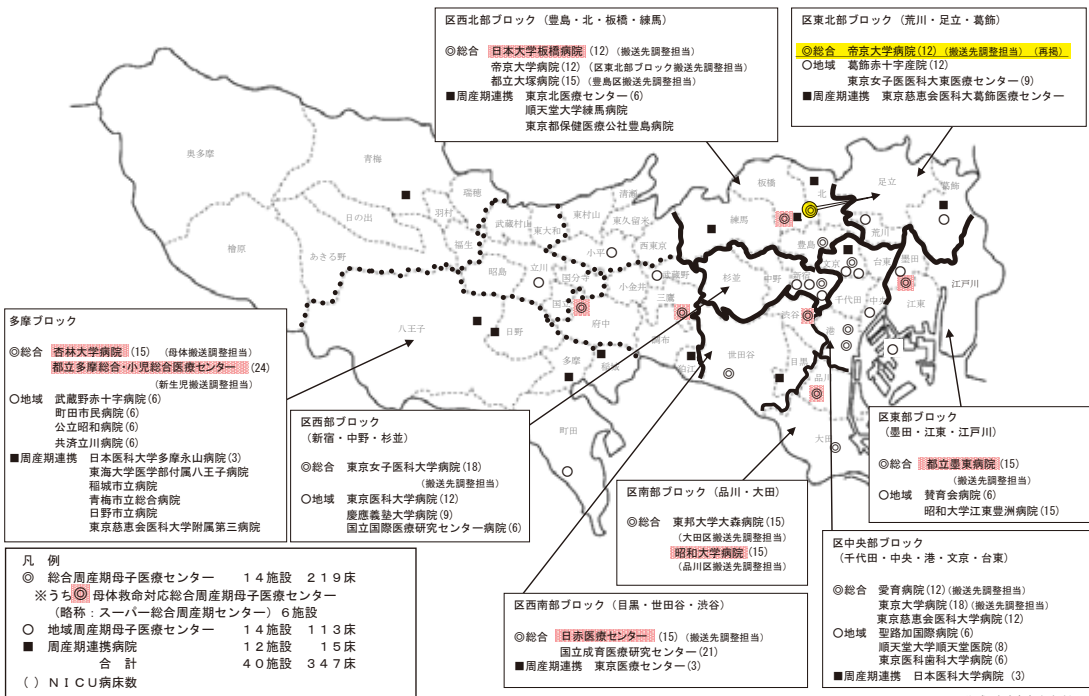 区西北部ブロック（豊島・北・板橋・練馬）
◎総合　日本大学板橋病院(12)（搬送先調整担当）
帝京大学病院(12)（区東北部ブロック搬送先調整担当）
都立大塚病院(15)（豊島区搬送先調整担当）
■周産期連携　東京北医療センター(6)
順天堂大学練馬病院
東京都保健医療公社豊島病院
区東北部ブロック（荒川・足立・葛飾）
◎総合　帝京大学病院(12)（搬送先調整担当）（再掲）
○地域　葛飾赤十字産院(12)
東京女子医医科大東医療センター(9)
■周産期連携　東京慈恵会医科大葛飾医療センター
奥多摩
青梅
瑞穂
羽村
日の出
福生
武蔵村山
東大和
東村山
清瀬
東久留米
檜原
あきる野
小平
西東京
昭島
立川
国分寺
小金井
武蔵野
三鷹
国立
府中
調布
八王子
日野
多摩
稲城
狛江
町田
板橋
北
足立
葛飾
練馬
荒川
豊島
文京
台東
墨田
杉並
中野
新宿
千代田
中央
江東
江戸川
渋谷
港
世田谷
目黒
品川
大田
多摩ブロック
◎総合　杏林大学病院(15)（母体搬送調整担当）
都立多摩総合・小児総合医療センター(24)
（新生児搬送調整担当）
○地域　武蔵野赤十字病院(6)
町田市民病院(6)
公立昭和病院(6)
共済立川病院(6)
■周産期連携　日本医科大学多摩永山病院(3)
東海大学医学部付属八王子病院
稲城市立病院
青梅市立総合病院
日野市立病院
東京慈恵会医科大学附属第三病院
区西部ブロック
（新宿・中野・杉並）
◎総合　東京女子医科大学病院(18)
（搬送先調整担当）
○地域　東京医科大学病院(12)
慶應義塾大学病院(9)
国立国際医療研究センター病院(6)
区南部ブロック（品川・大田）
◎総合　東邦大学大森病院(15)
（大田区搬送先調整担当）
昭和大学病院(15)
（品川区搬送先調整担当）
区東部ブロック
（墨田・江東・江戸川）
◎総合　都立墨東病院(15)
（搬送先調整担当）
○地域　賛育会病院(6)
昭和大学江東豊洲病院(15)
区西南部ブロック（目黒・世田谷・渋谷）
◎総合　日赤医療センター(15)（搬送先調整担当）
国立成育医療研究センター(21)
■周産期連携　東京医療センター(3)
区中央部ブロック
（千代田・中央・港・文京・台東）
◎総合　愛育病院(12)（搬送先調整担当）
東京大学病院(18)（搬送先調整担当）
東京慈恵会医科大学病院(12)
○地域　聖路加国際病院(6)
順天堂大学順天堂医院(8)
東京医科歯科大学病院(6)
■周産期連携　日本医科大病院(3)
凡　例
◎　総合周産期母子医療センター　１４施設　２１９床
※うち◎母体救命対応総合周産期母子医療センター
（略称：スーパー総合周産期センター）６施設
○　地域周産期母子医療センター　１４施設　１１３床
■　周産期連携病院　１２施設　１５床
合　計　４０施設　３４７床
（）ＮＩＣＵ病床数